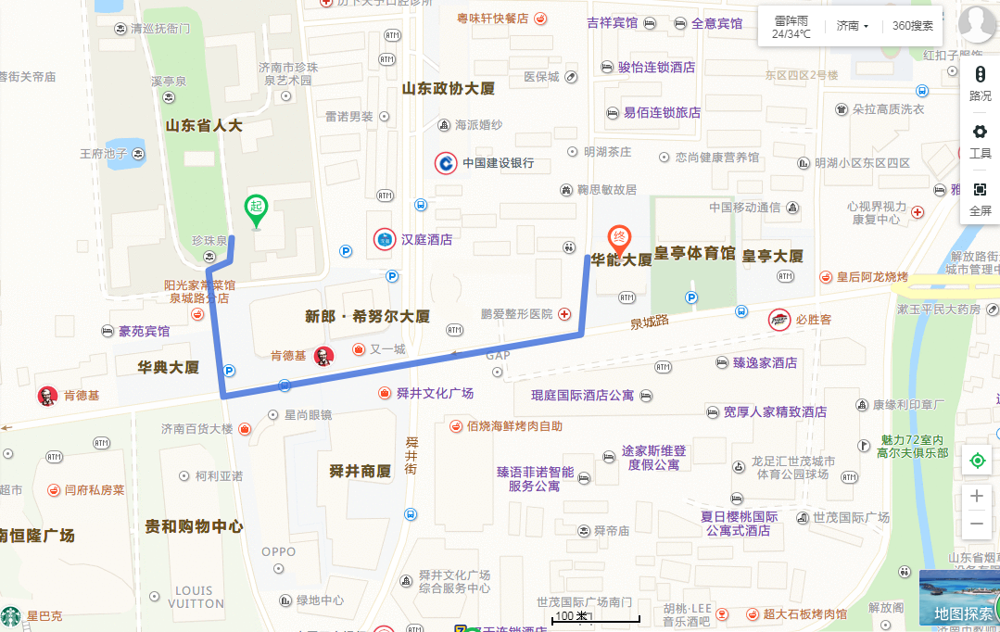 粤味轩快餐店
吉祥宾馆
全意宾馆
雷阵雨
24/34℃
济南
360搜索
清巡抚衙门
ATM
红扣子服饰
蓉街关帝庙
济南市珍珠
泉艺术园
ATM
骏怡连锁酒店
医保城
东区四区2号楼
路况
溪亭泉
山东政协大厦
山东省人大
雷诺男装
海派婚纱
易佰连锁旅店
朵拉高质洗衣
工具
王府池子
中国建设银行
明湖茶庄
恋尚健康营养馆
明湖小区东区四区
起
ATM
鞠思敏故居
中国移动通信
心视界视力
康复中心
雅
全屏
珍珠泉
汉庭酒店
P
终
华能大厦
皇亭体育馆
皇亭大厦
解放路街
城市管理中
阳光家常菜馆
泉城路分店
P
ATM
皇后阿龙烧烤
新郎·希努尔大厦
鹏爱整形医院
ATM
P
泉城路
必胜客
漱玉平民大药房
豪苑宾馆
ATM
肯德基
又一城
GAP
华典大厦
P
ATM
臻逸家酒店
肯德基
舜井文化广场
琨庭国际酒店公寓
宽厚人家精致酒店
康缘利印章厂
济南百货大楼
星尚眼镜
佰烧海鲜烤肉自助
ATM
ATM
舜井街
途家斯维登
度假公寓
魅力72室内
高尔夫俱乐部
柯利亚诺
舜井商厦
臻语菲诺智能
服务公寓
龙足汇世茂城市
体育公园球场
ATM
超市
闫府私房菜
贵和购物中心
夏日樱桃国际
公寓式酒店
世茂国际广场
南恒隆广场
舜帝庙
OPPO
LOUIS
VUITTON
舜井文化广场
综合服务中心
绿地中心
世茂国际广场南门
100 米
胡桃·LEE
音乐酒吧
超大石板烤肉馆
解放阁
地图探索
星巴克
ATM